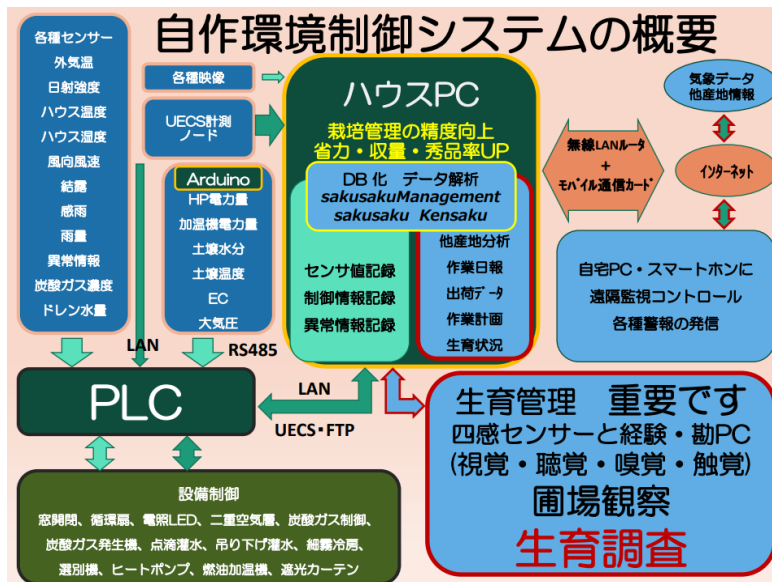 自作環境制御システムの概要
各種センサー
外気温
日射強度
ハウス温度
ハウス湿度
風向風速
結露
感雨
雨量
異常情報
炭酸ガス濃度
ドレン水量
各種映像
UECS計測
ノード
Arduino
HP電力量
加温機電力量
土壌水分
土壌温度
EC
大気圧
LAN
RS485
ハウスPC
栽培管理の精度向上
省力・収量・秀品率UP
DB化 データ解析
sakusakuManagement
sakusaku Kensaku
センサ値記録
制御情報記録
異常情報記録
他産地分析
作業日報
出荷データ
作業計画
生育状況
無線LANルータ
+
モバイル通信カード
気象データ
他産地情報
インターネット
自宅PC・スマートホンに
遠隔監視コントロール
各種警報の発信
PLC
LAN
UECS・FTP
設備制御
窓開閉、循環扇、電照LED、二重空気層、炭酸ガス制御、
炭酸ガス発生機、点滴灌水、吊り下げ灌水、細霧冷房、
選別機、ヒートポンプ、燃油加温機、遮光カーテン
生育管理 重要です
四感センサーと経験・勘PC
(視覚・聴覚・嗅覚・触覚)
圃場観察
生育調査